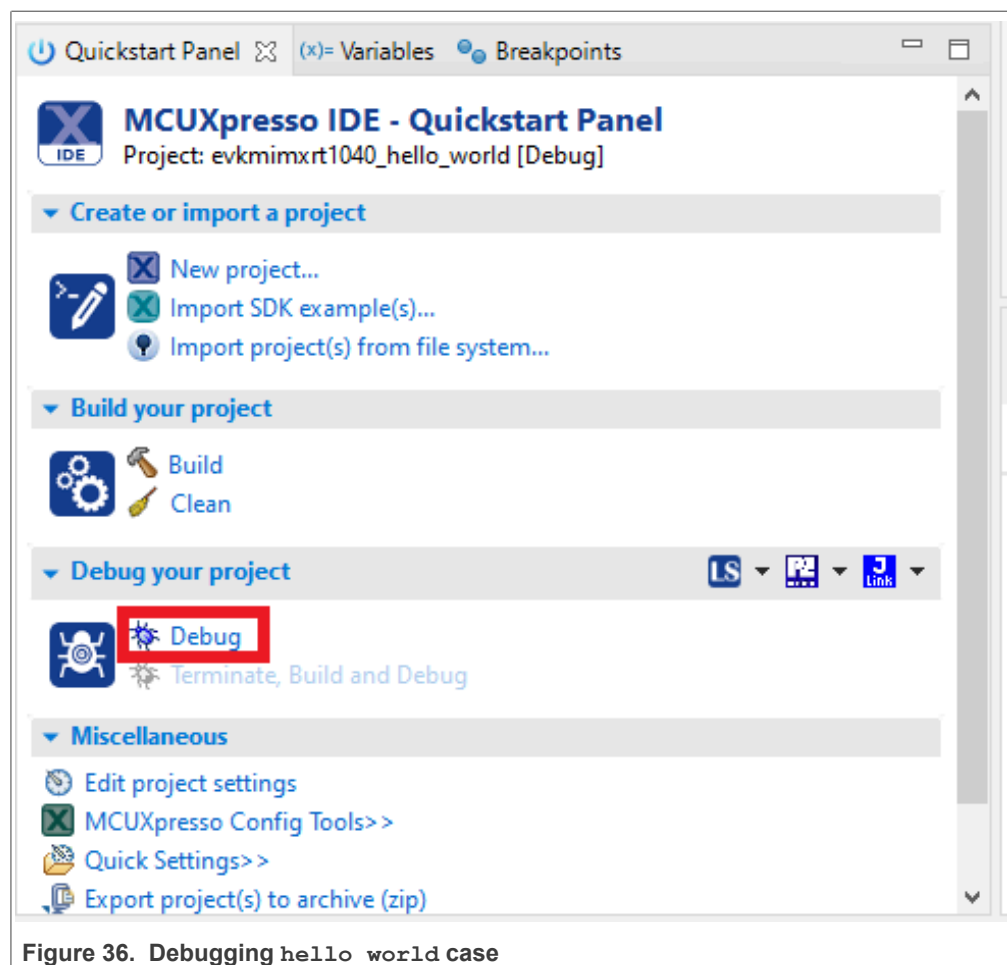 Quickstart Panel (x)= Variables Breakpoints
MCUXpresso IDE - Quickstart Panel
IDE
Project: evkmimxrt1040_hello_world [Debug]
Create or import a project
New project...
Import SDK example(s)...
Import project(s) from file system...
Build your project
Build
Clean
Debug your project
LS PE J Link
Debug
Terminate, Build and Debug
Miscellaneous
Edit project settings
MCUXpresso Config Tools>>
Quick Settings>>
Export project(s) to archive (zip)
Figure 36. Debugging hello world case